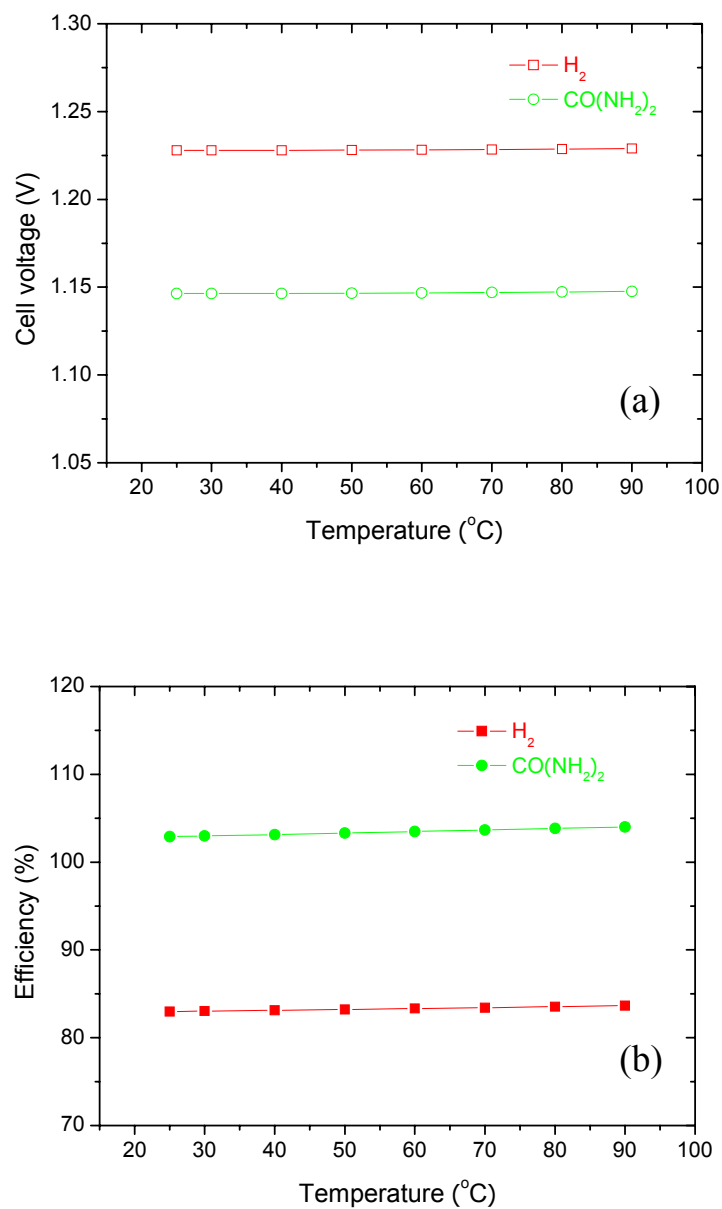 1.30
H₂
CO(NH₂)₂
1.25
1.20
Cell voltage (V)
1.15
1.10
(a)
1.05
20 30 40 50 60 70 80 90 100
Temperature (°C)
120
H₂
CO(NH₂)₂
110
100
Efficiency (%)
90
80
(b)
70
20 30 40 50 60 70 80 90 100
Temperature (°C)